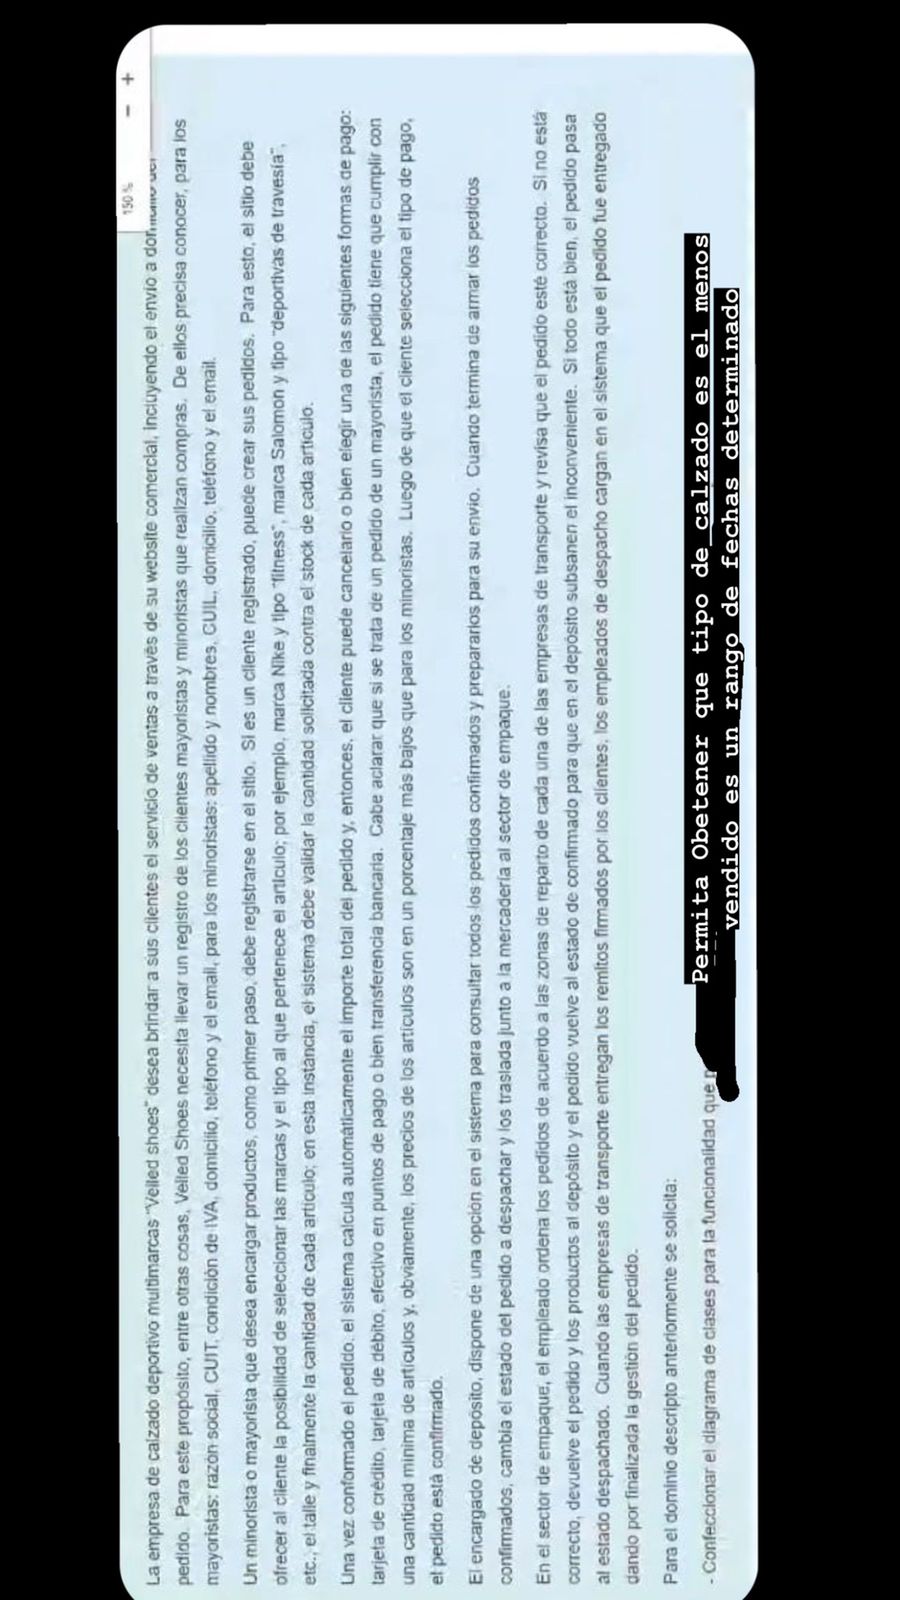 150 %
La empresa de calzado deportivo multimarcas "Velled shoes" desea brindar a sus clientes el servicio de ventas a través de su website comercial, incluyendo el envío a domicilio del
pedido. Para este propósito, entre otras cosas, Velled Shoes necesita llevar un registro de los clientes mayoristas y minoristas que realizan compras. De ellos precisa conocer, para los
mayoristas: razón social, CUIT, condición de IVA, domicilio, teléfono y el email, para los minoristas: apellido y nombres, CUIL, domicilio, teléfono y el email.
Un minorista o mayorista que desea encargar productos, como primer paso, debe registrarse en el sitio. Si es un cliente registrado, puede crear sus pedidos. Para esto, el sitio debe
ofrecer al cliente la posibilidad de seleccionar las marcas y el tipo al que pertenece el artículo; por ejemplo, marca Nike y tipo "fitness", marca Salomon y tipo "deportivas de travesía",
etc., el talle y finalmente la cantidad de cada artículo; en esta instancia, el sistema debe validar la cantidad solicitada contra el stock de cada artículo.
Una vez conformado el pedido, el sistema calcula automáticamente el importe total del pedido y, entonces, el cliente puede cancelarlo o bien elegir una de las siguientes formas de pago:
tarjeta de crédito, tarjeta de débito, efectivo en puntos de pago o bien transferencia bancaria. Cabe aclarar que si se trata de un pedido de un mayorista, el pedido tiene que cumplir con
una cantidad mínima de artículos y, obviamente, los precios de los artículos son en un porcentaje más bajos que para los minoristas. Luego de que el cliente selecciona el tipo de pago,
el pedido está confirmado.
El encargado de depósito, dispone de una opción en el sistema para consultar todos los pedidos confirmados y prepararlos para su envío. Cuando termina de armar los pedidos
confirmados, cambia el estado del pedido a despachar y los traslada junto a la mercadería al sector de empaque.
En el sector de empaque, el empleado ordena los pedidos de acuerdo a las zonas de reparto de cada una de las empresas de transporte y revisa que el pedido esté correcto. Si no está
correcto, devuelve el pedido y los productos al depósito y el pedido vuelve al estado de confirmado para que en el depósito subsanen el inconveniente. Si todo está bien, el pedido pasa
al estado despachado. Cuando las empresas de transporte entregan los remitos firmados por los clientes, los empleados de despacho cargan en el sistema que el pedido fue entregado
dando por finalizada la gestión del pedido.
Para el dominio descripto anteriormente se solicita:
- Confeccionar el diagrama de clases para la funcionalidad que Permita Obetener que tipo de calzado es el menos
vendido es un rango de fechas determinado